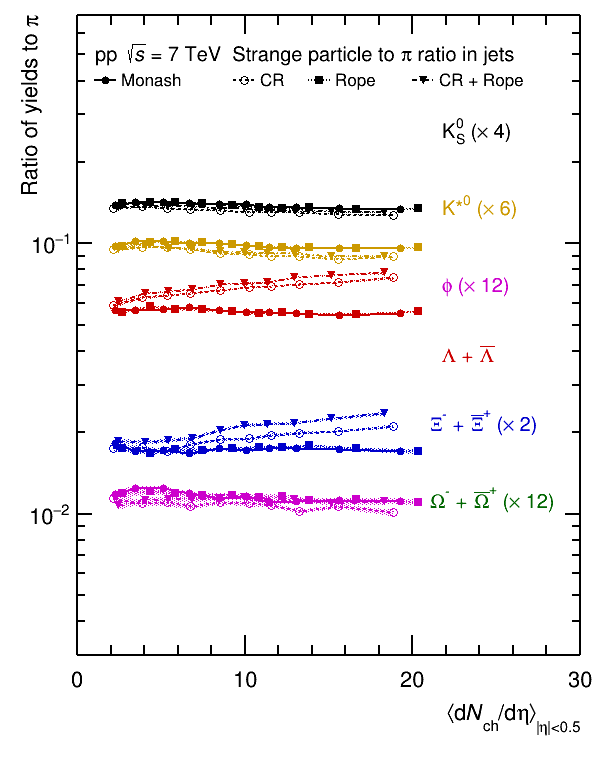 Ratio of yields to π
pp √s = 7 TeV Strange particle to π ratio in jets
Monash CR Rope CR + Rope
K⁰S (× 4)
K*⁰ (× 6)
ϕ (× 12)
Λ + Λ̅
Ξ⁻ + Ξ̅⁺ (× 2)
Ω⁻ + Ω̅⁺ (× 12)
10⁻¹
10⁻²
0 10 20 30
⟨dN_ch/dη⟩_|η|<0.5